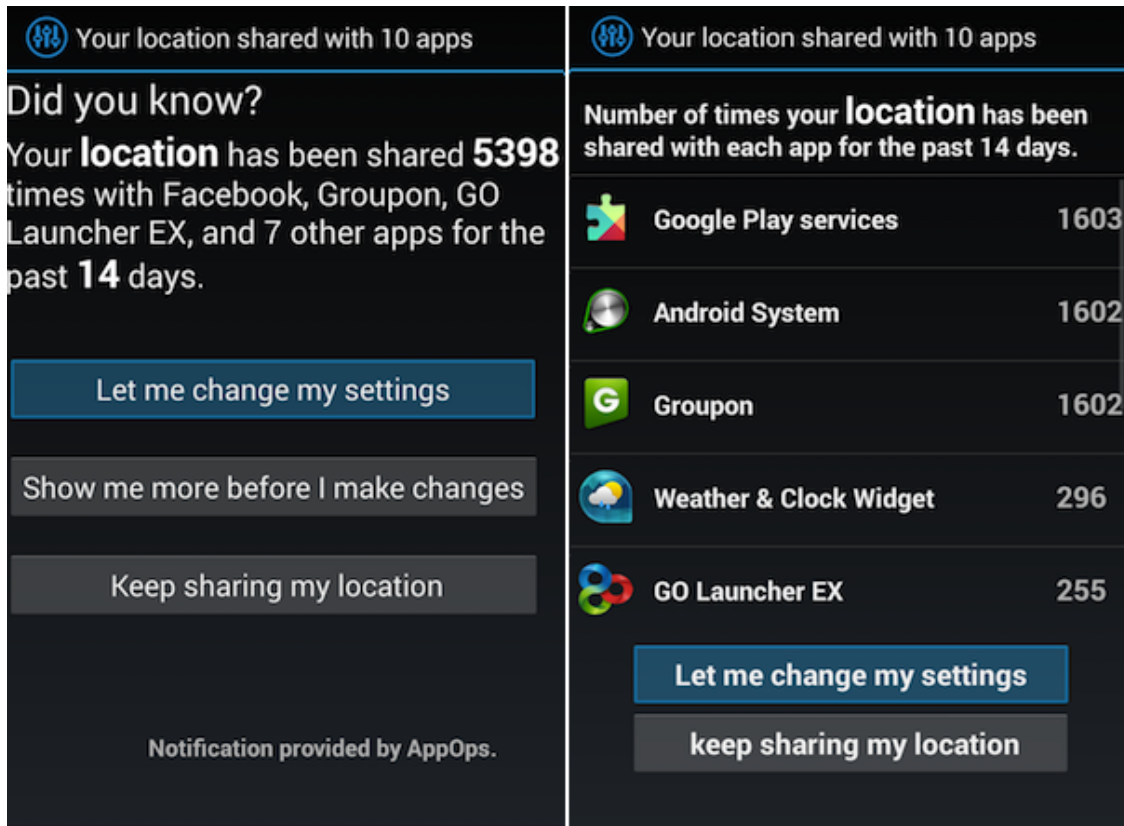 Your location shared with 10 apps
Did you know?
Your location has been shared 5398
times with Facebook, Groupon, GO
Launcher EX, and 7 other apps for the
past 14 days.
Let me change my settings
Show me more before I make changes
Keep sharing my location
Notification provided by AppOps.
Your location shared with 10 apps
Number of times your location has been
shared with each app for the past 14 days.
Google Play services 1603
Android System 1602
G Groupon 1602
Weather & Clock Widget 296
GO Launcher EX 255
Let me change my settings
keep sharing my location